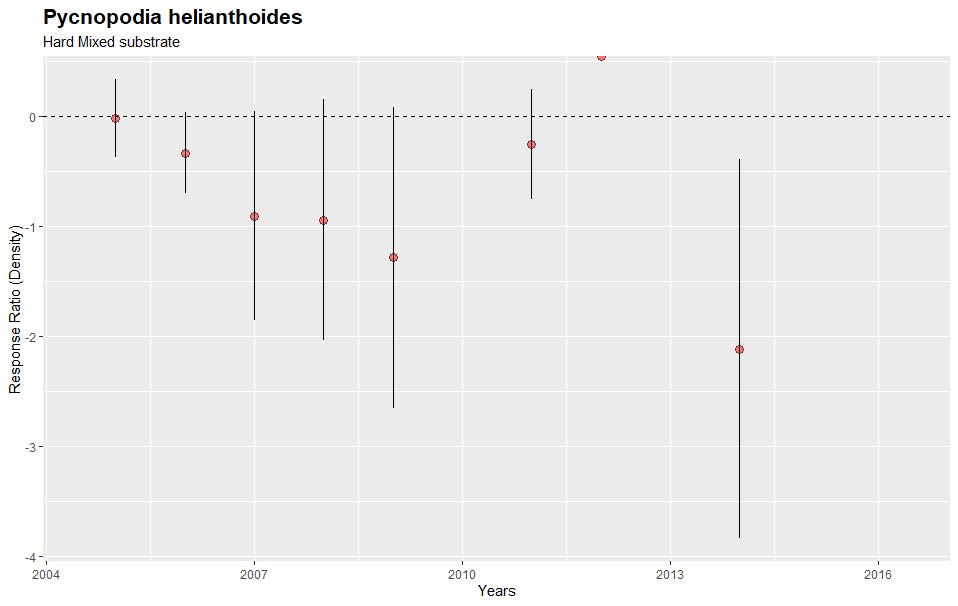 Pycnopodia helianthoides
Hard Mixed substrate
Response Ratio (Density)
0
-1
-2
-3
-4
2004 2007 2010 2013 2016
Years